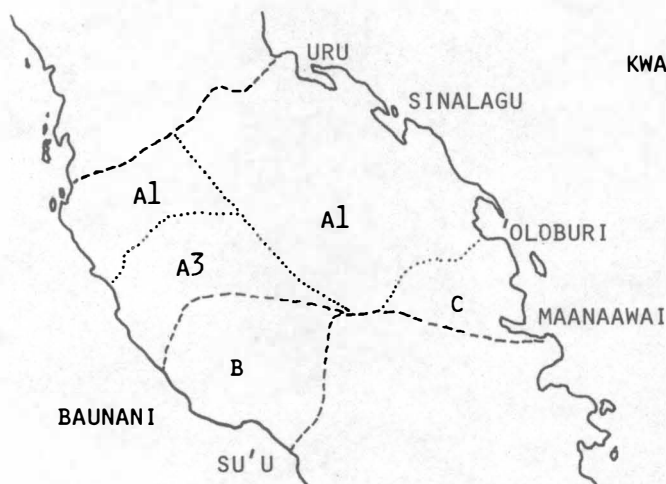 URU
KWA
SINALAGU
A1
A1
'OLOBURI
A3
C
MAANAAWAI
B
BAUNANI
SU'U